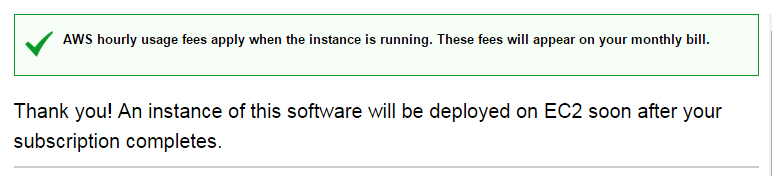 AWS hourly usage fees apply when the instance is running. These fees will appear on your monthly bill.
Thank you! An instance of this software will be deployed on EC2 soon after your
subscription completes.